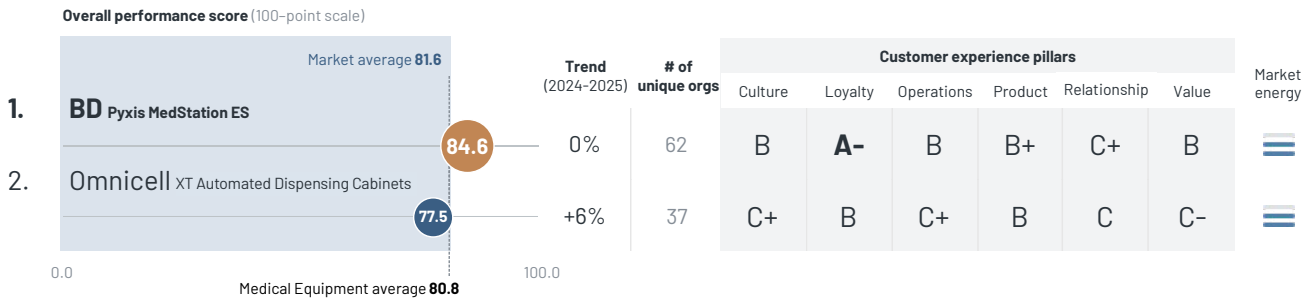 Overall performance score (100-point scale)
Market average 81.6
Customer experience pillars
Trend
(2024-2025)
# of
unique orgs
Culture
Loyalty
Operations
Product
Relationship
Value
Market
energy
1.
BD Pyxis MedStation ES
84.6
0%
62
B
A-
B
B+
C+
B
2.
Omnicell XT Automated Dispensing Cabinets
77.5
+6%
37
C+
B
C+
B
C
C-
0.0
100.0
Medical Equipment average 80.8